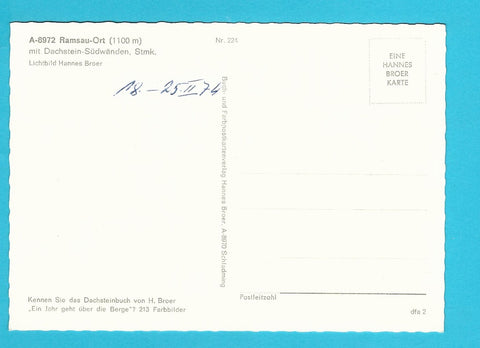 A-8972 Ramsau-Ort (1100 m)
mit Dachstein-Südwänden, Stmk.
Lichtbild Hannes Broer
Nr. 224
EINE
HANNES
BROER
KARTE
18. – 25. II 74
Buch- und Farbpostkartenverlag Hannes Broer, A-8970 Schladming
Postleitzahl
Kennen Sie das Dachsteinbuch von H. Broer
„Ein Jahr geht über die Berge"? 213 Farbbilder
dfa 2